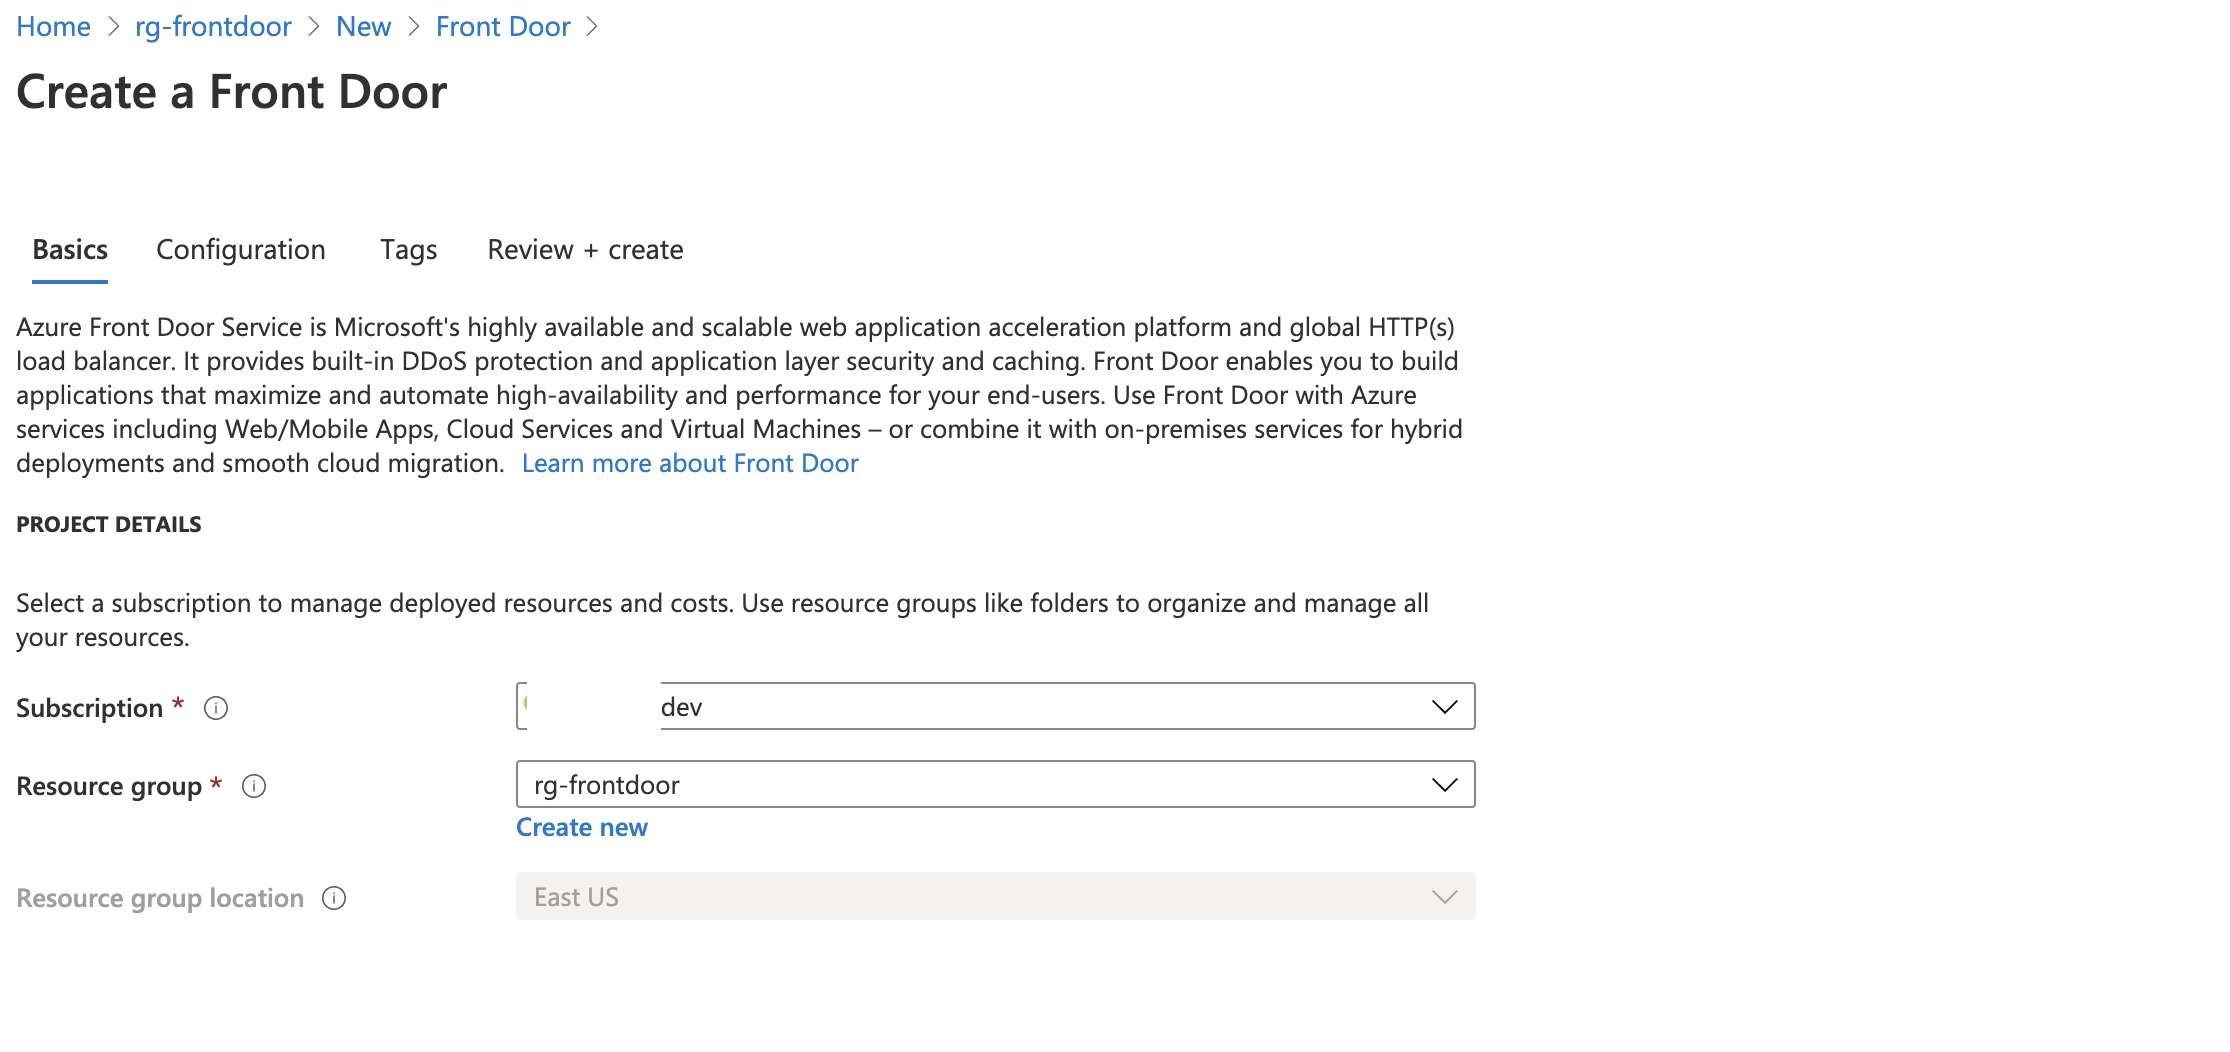 Home > rg-frontdoor > New > Front Door >
Create a Front Door
Basics Configuration Tags Review + create
Azure Front Door Service is Microsoft's highly available and scalable web application acceleration platform and global HTTP(s)
load balancer. It provides built-in DDoS protection and application layer security and caching. Front Door enables you to build
applications that maximize and automate high-availability and performance for your end-users. Use Front Door with Azure
services including Web/Mobile Apps, Cloud Services and Virtual Machines – or combine it with on-premises services for hybrid
deployments and smooth cloud migration. Learn more about Front Door
PROJECT DETAILS
Select a subscription to manage deployed resources and costs. Use resource groups like folders to organize and manage all
your resources.
Subscription * dev
Resource group * rg-frontdoor
Create new
Resource group location East US